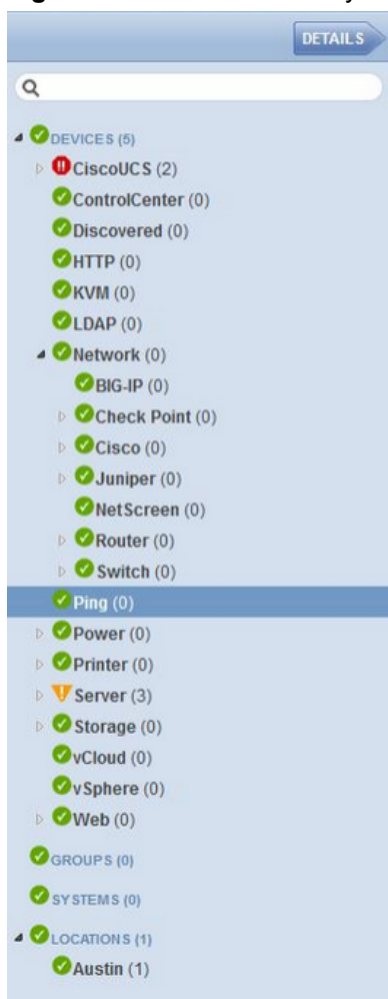 DETAILS
DEVICES (5)
CiscoUCS (2)
ControlCenter (0)
Discovered (0)
HTTP (0)
KVM (0)
LDAP (0)
Network (0)
BIG-IP (0)
Check Point (0)
Cisco (0)
Juniper (0)
NetScreen (0)
Router (0)
Switch (0)
Ping (0)
Power (0)
Printer (0)
Server (3)
Storage (0)
vCloud (0)
vSphere (0)
Web (0)
GROUPS (0)
SYSTEMS (0)
LOCATIONS (1)
Austin (1)